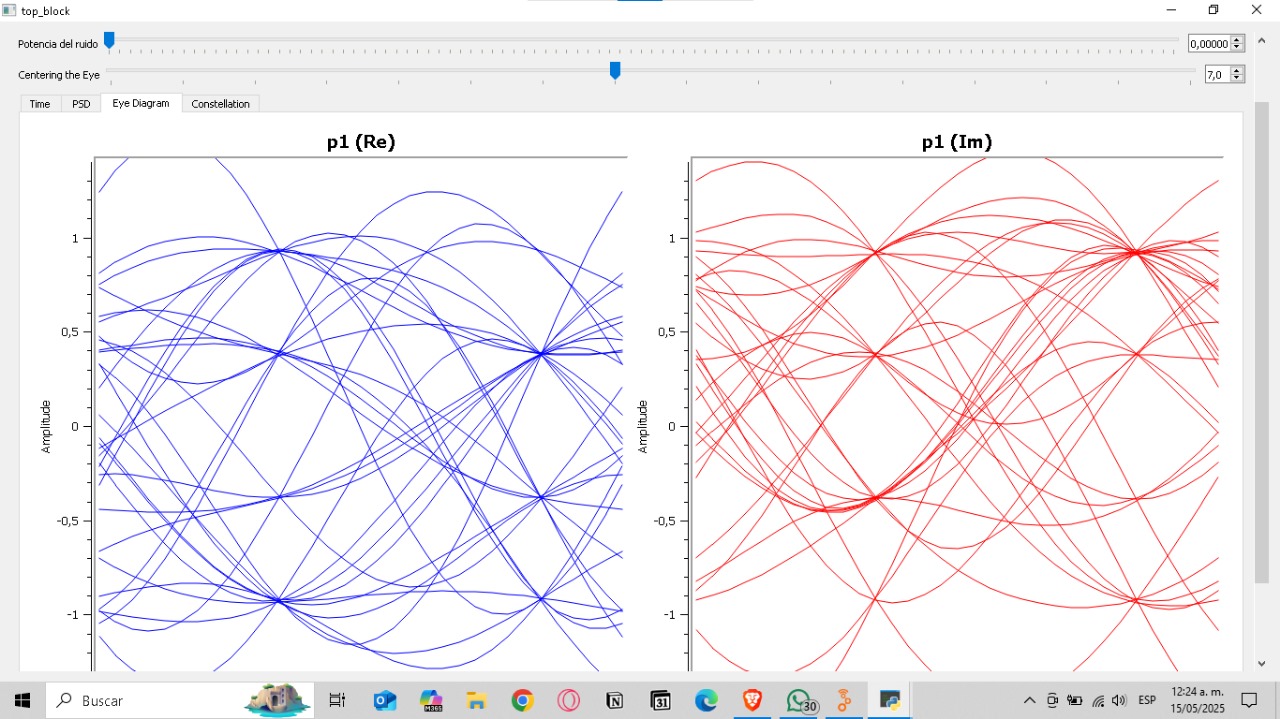 top_block
Potencia del ruido
0,00000
Centering the Eye
7,0
Time PSD Eye Diagram Constellation
p1 (Re)
1
0,5
0
-0,5
-1
Amplitude
p1 (Im)
1
0,5
0
-0,5
-1
Amplitude
Buscar
M365
31
30
ESP
12:24 a. m.
15/05/2025